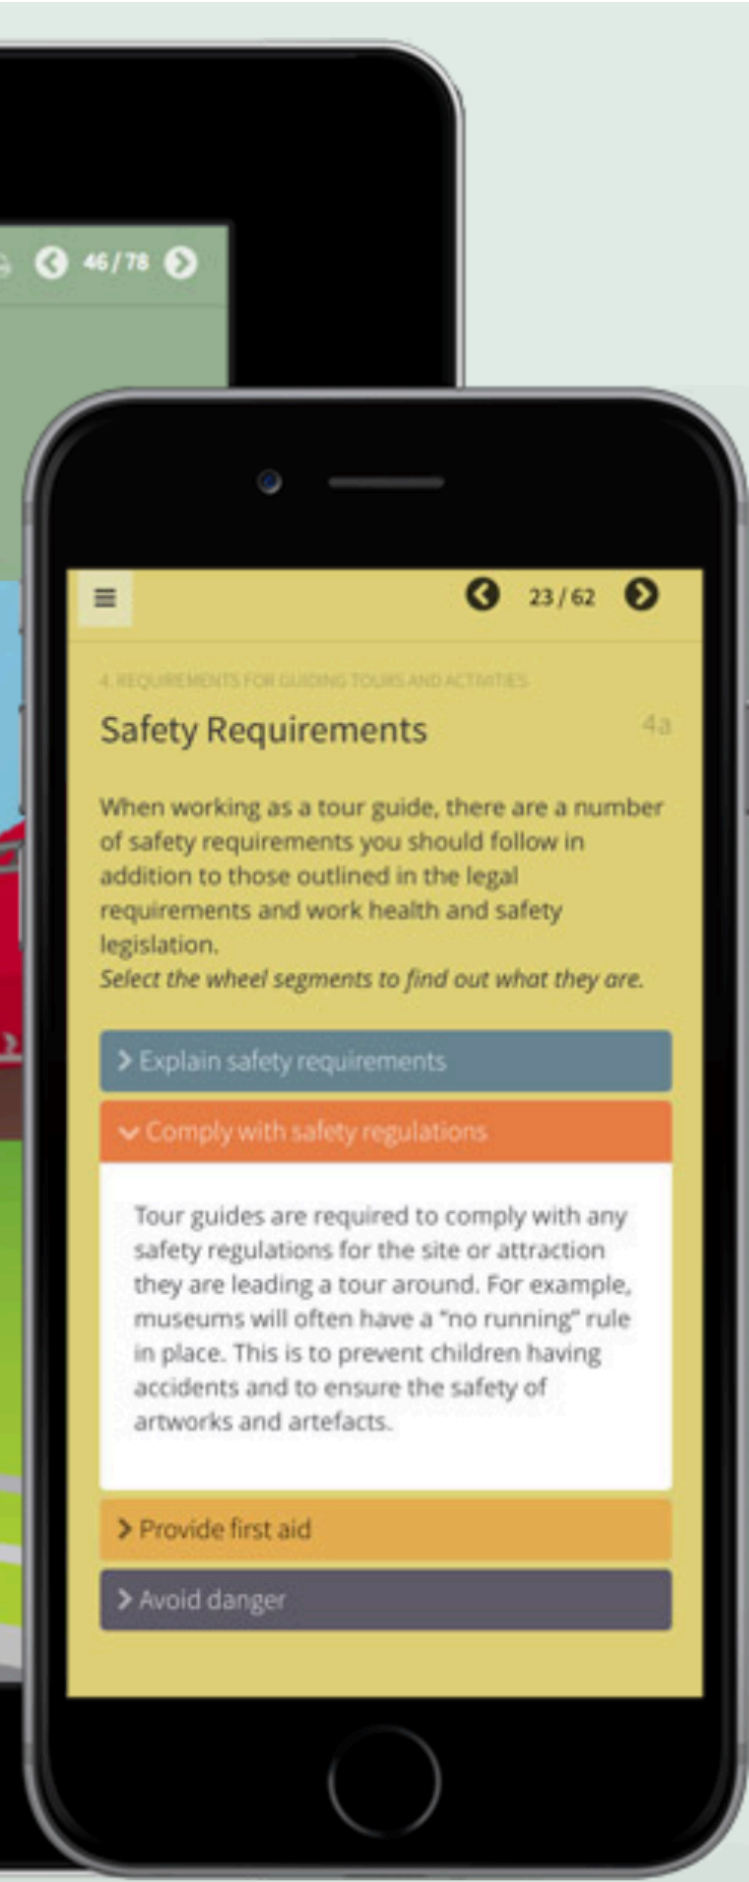 46 / 78
23 / 62
4. REQUIREMENTS FOR GUIDING TOURS AND ACTIVITIES
Safety Requirements
4a
When working as a tour guide, there are a number
of safety requirements you should follow in
addition to those outlined in the legal
requirements and work health and safety
legislation.
Select the wheel segments to find out what they are.
Explain safety requirements
Comply with safety regulations
Tour guides are required to comply with any
safety regulations for the site or attraction
they are leading a tour around. For example,
museums will often have a “no running” rule
in place. This is to prevent children having
accidents and to ensure the safety of
artworks and artefacts.
Provide first aid
Avoid danger